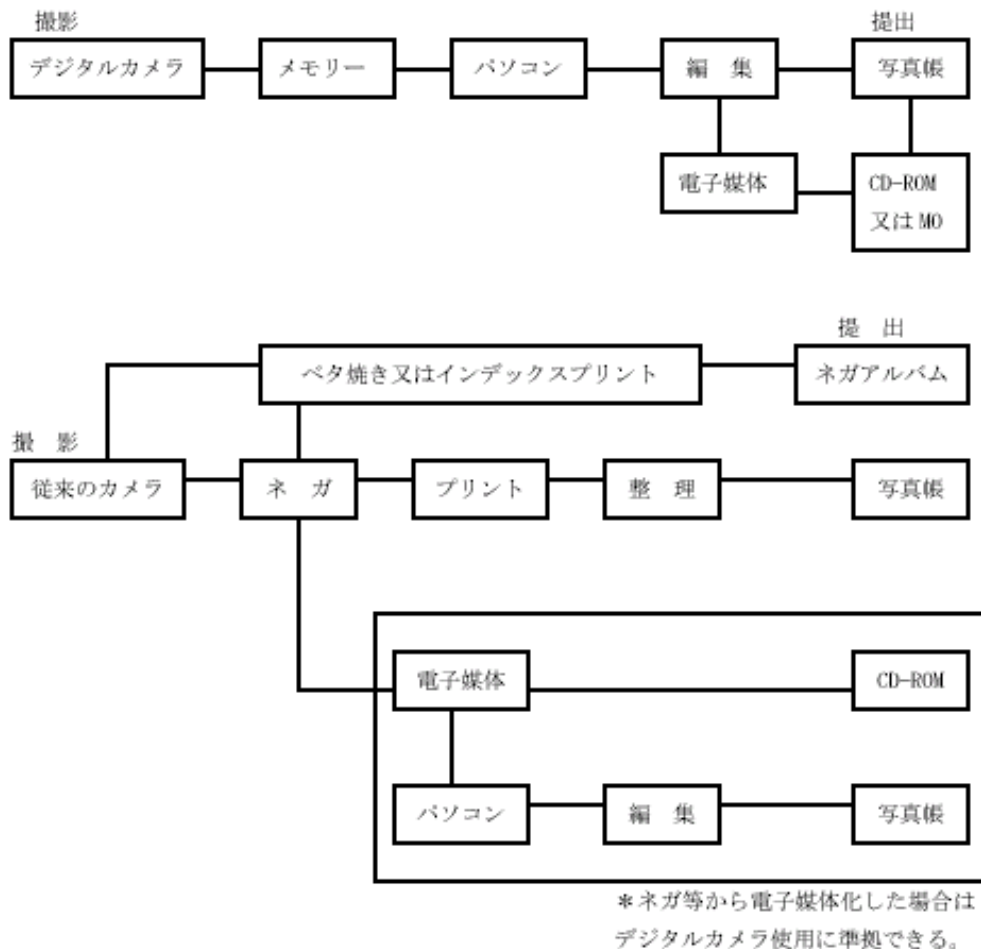 撮影
提出
デジタルカメラ
メモリー
パソコン
編 集
写真帳
電子媒体
CD-ROM
又は MO
提 出
ベタ焼き又はインデックスプリント
ネガアルバム
撮 影
従来のカメラ
ネ ガ
プリント
整 理
写真帳
電子媒体
CD-ROM
パソコン
編 集
写真帳
＊ネガ等から電子媒体化した場合は
デジタルカメラ使用に準拠できる。